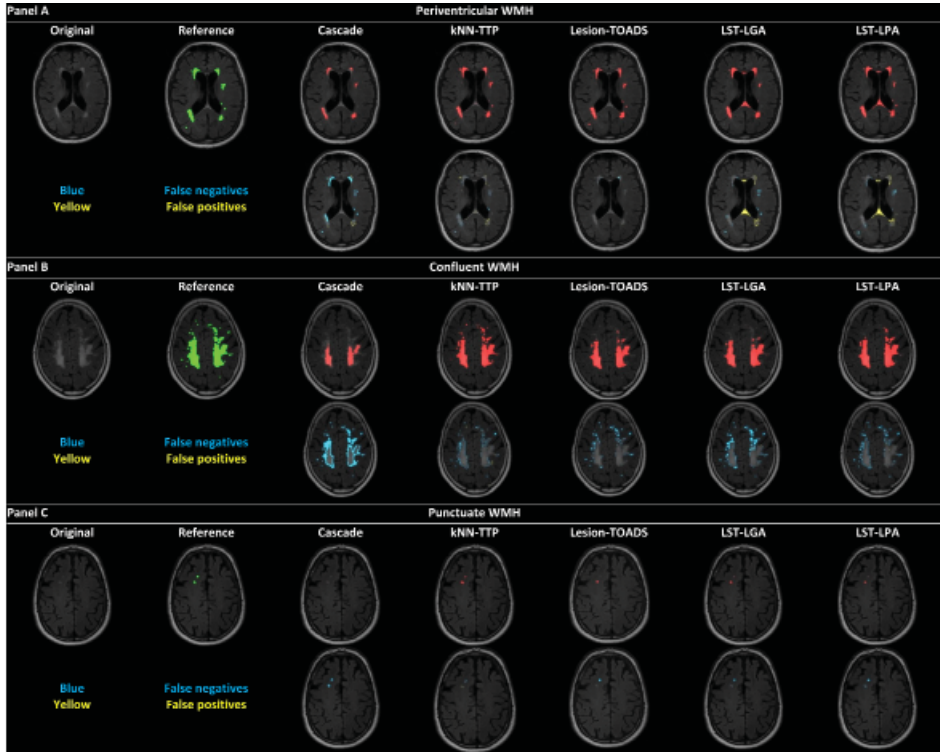 Panel A Periventricular WMH
Original Reference Cascade kNN-TTP Lesion-TOADS LST-LGA LST-LPA
Blue False negatives
Yellow False positives
Panel B Confluent WMH
Original Reference Cascade kNN-TTP Lesion-TOADS LST-LGA LST-LPA
Blue False negatives
Yellow False positives
Panel C Punctuate WMH
Original Reference Cascade kNN-TTP Lesion-TOADS LST-LGA LST-LPA
Blue False negatives
Yellow False positives